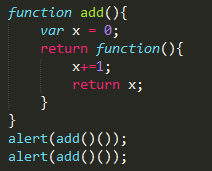 function add(){
    var x = 0;
    return function(){
        x+=1;
        return x;
    }
}
alert(add()());
alert(add()());